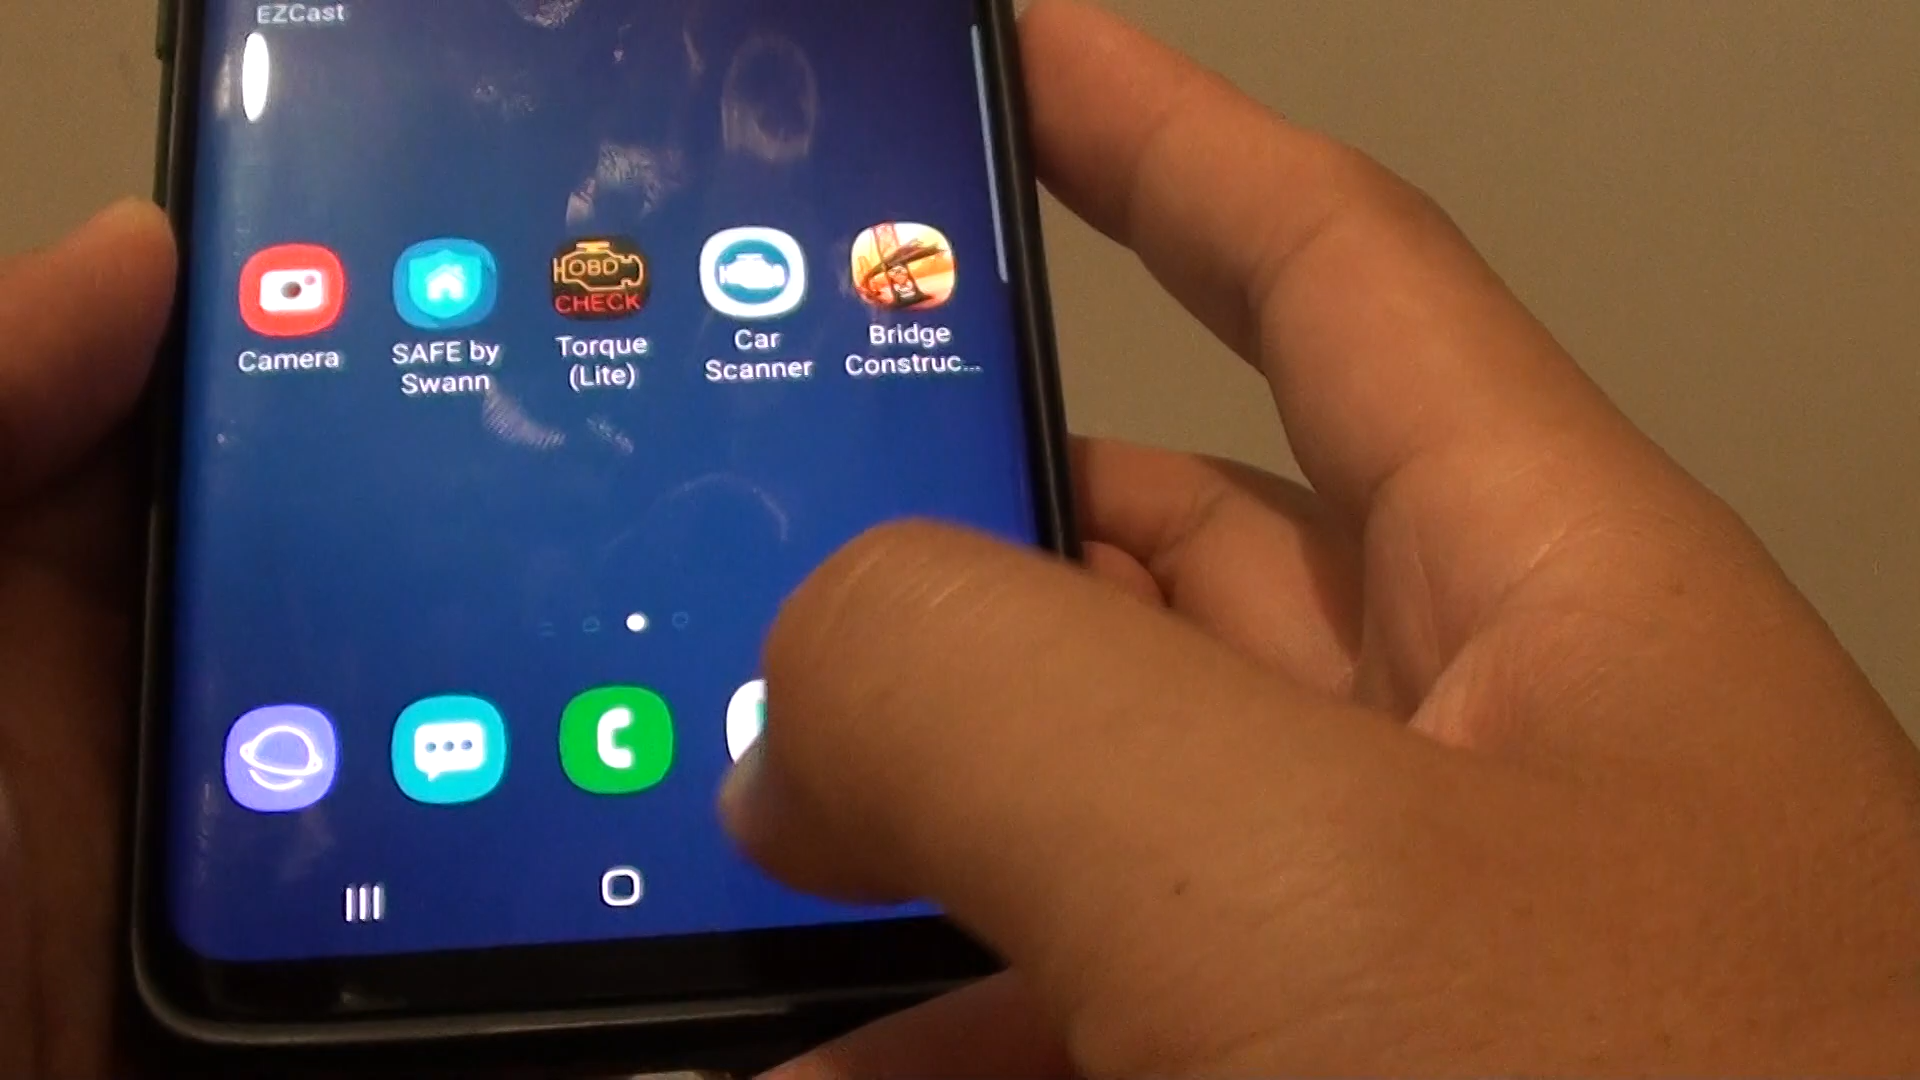 EZCast
Camera
SAFE by
Swann
OBD
CHECK
Torque
(Lite)
Car
Scanner
Bridge
Construc...